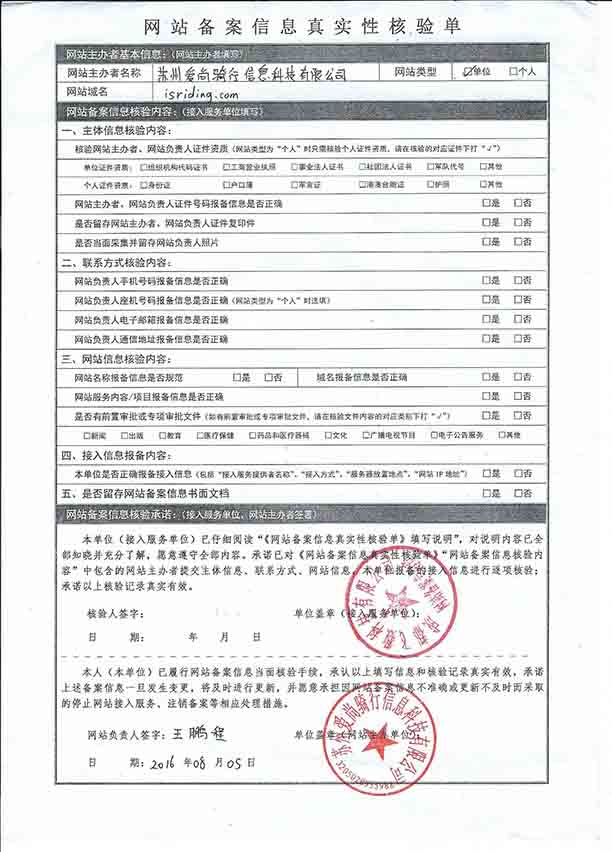 网站备案信息真实性核验单
网站主办者基本信息：（网站主办者填写）
网站主办者名称 苏州爱尚骑行信息科技有限公司 网站类型 ☑单位 □个人
网站域名 isriding.com
网站备案信息核验内容：（接入服务单位填写）
一、主体信息核验内容：
核验网站主办者、网站负责人证件资质（网站类型为“个人”时只需核验个人证件资质，请在核验的对应证件下打“√”）
单位证件资质：□组织机构代码证书 □工商营业执照 □事业法人证书 □社团法人证书 □军队代号 □其他
个人证件资质：□身份证 □户口簿 □军官证 □港澳台胞证 □护照 □其他
网站主办者、网站负责人证件号码报备信息是否正确 □是 □否
是否留存网站主办者、网站负责人证件复印件 □是 □否
是否当面采集并留存网站负责人照片 □是 □否
二、联系方式核验内容：
网站负责人手机号码报备信息是否正确 □是 □否
网站负责人座机号码报备信息是否正确（网站类型为“个人”时选填） □是 □否
网站负责人电子邮箱报备信息是否正确 □是 □否
网站负责人通信地址报备信息是否正确 □是 □否
三、网站信息核验内容：
网站名称报备信息是否规范 □是 □否 域名报备信息是否正确 □是 □否
网站服务内容/项目报备信息是否正确 □是 □否
是否有前置审批或专项审批文件（如有前置审批或专项审批文件，请在核验文件内容的对应类别下打“√”） □是 □否
□新闻 □出版 □教育 □医疗保健 □药品和医疗器械 □文化 □广播电视节目 □电子公告服务 □其他
四、接入信息报备内容：
本单位是否正确报备接入信息（包括“接入服务提供者名称”、“接入方式”、“服务器放置地点”、“网站 IP 地址”） □是 □否
五、是否留存网站备案信息书面文档 □是 □否
网站备案信息核验承诺：（接入服务单位、网站主办者签署）
本单位（接入服务单位）已仔细阅读“《网站备案信息真实性核验单》填写说明”，对说明内容已全
部知晓并充分了解，愿意遵守全部内容。承诺已对《网站备案信息真实性核验单》“网站备案信息核验内
容”中包含的网站主办者提交主体信息、联系方式、网站信息，本单位报备的接入信息进行逐项核验；
承诺以上核验记录真实有效。
核验人签字： 单位盖章（接入服务单位）：
日 期： 年 月 日
本人（本单位）已履行网站备案信息当面核验手续，承认以上填写信息和核验记录真实有效，承诺
上述备案信息一旦发生变更，将及时进行更新，并愿意承担因网站备案信息不准确或更新不及时而采取
的停止网站接入服务、注销备案等相应处理措施。
网站负责人签字：王鹏程 单位盖章（网站主办单位）：
日 期：2016 年 08 月 05 日
苏州爱尚骑行信息科技有限公司